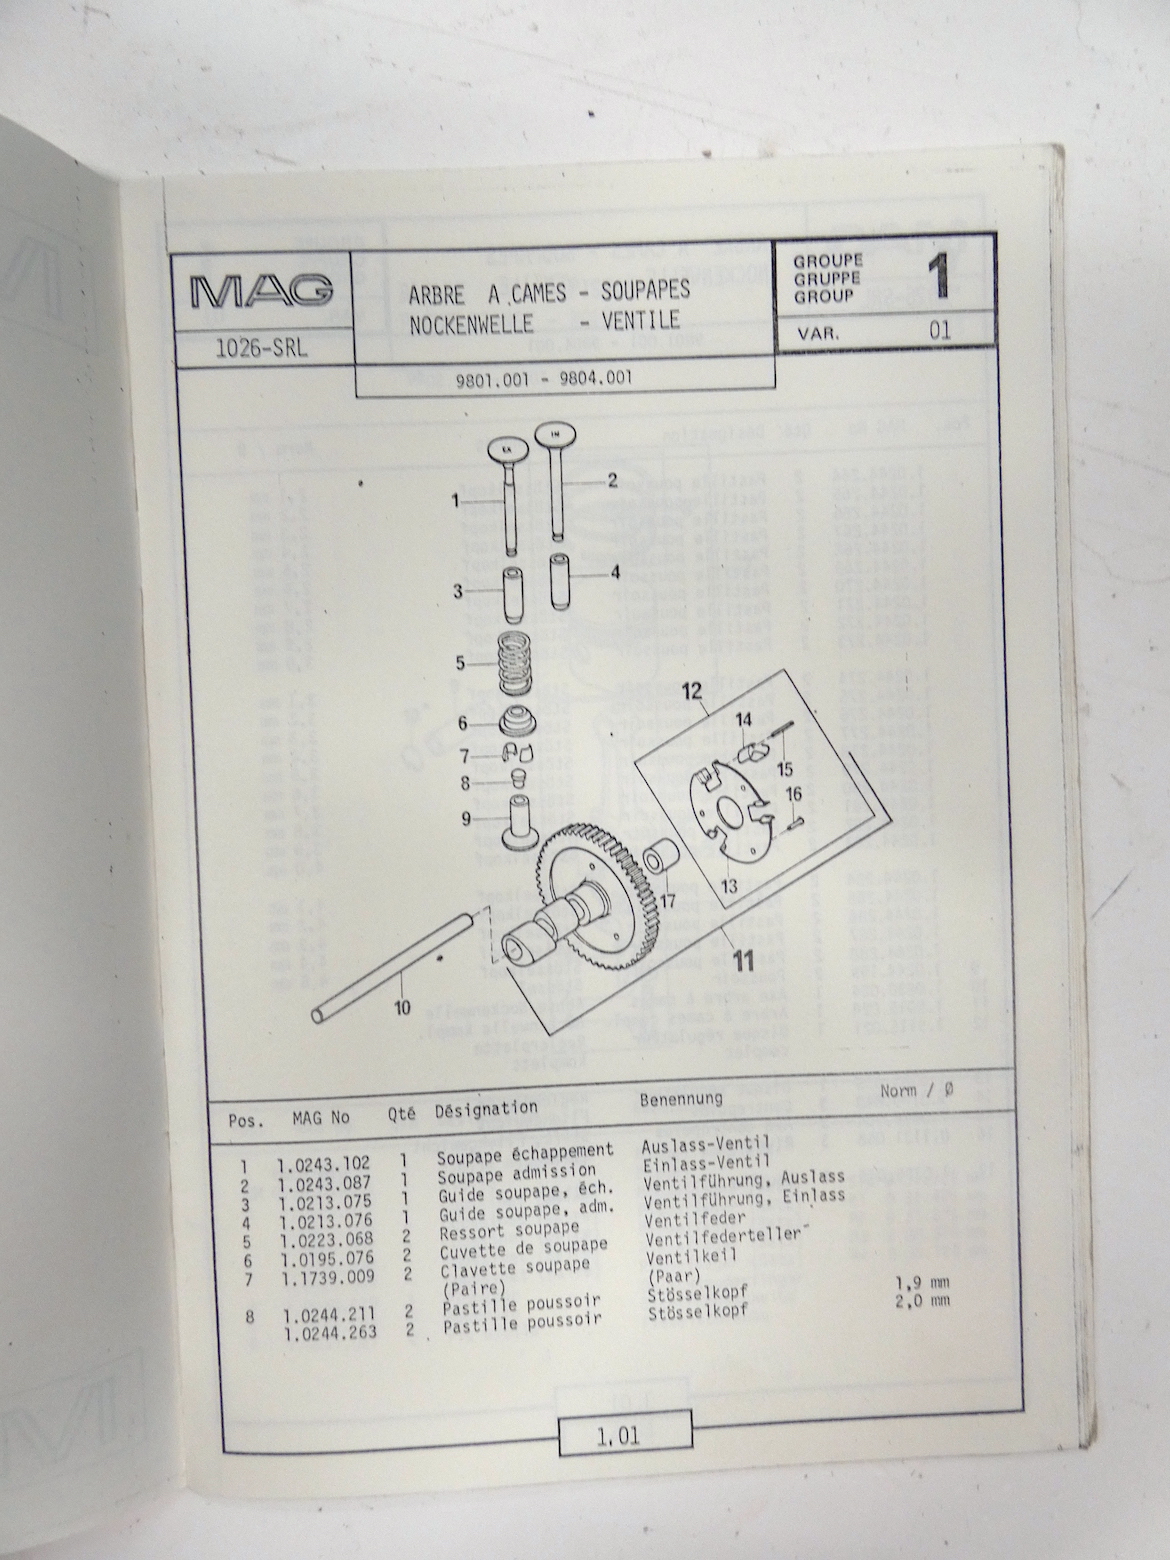 MAG
1026-SRL
ARBRE A CAMES - SOUPAPES
NOCKENWELLE - VENTILE
9801.001 - 9804.001
GROUPE
GRUPPE
GROUP
1
VAR. 01
EX
IN
1
2
3
4
5
6
7
8
9
10
11
12
13
14
15
16
17
Pos. MAG No Qté Désignation Benennung Norm / Ø
1 1.0243.102 1 Soupape échappement Auslass-Ventil
2 1.0243.087 1 Soupape admission Einlass-Ventil
3 1.0213.075 1 Guide soupape, éch. Ventilführung, Auslass
4 1.0213.076 1 Guide soupape, adm. Ventilführung, Einlass
5 1.0223.068 2 Ressort soupape Ventilfeder
6 1.0195.076 2 Cuvette de soupape Ventilfederteller
7 1.1739.009 2 Clavette soupape Ventilkeil
(Paire) (Paar)
8 1.0244.211 2 Pastille poussoir Stösselkopf 1,9 mm
1.0244.263 2 Pastille poussoir Stösselkopf 2,0 mm
1.01